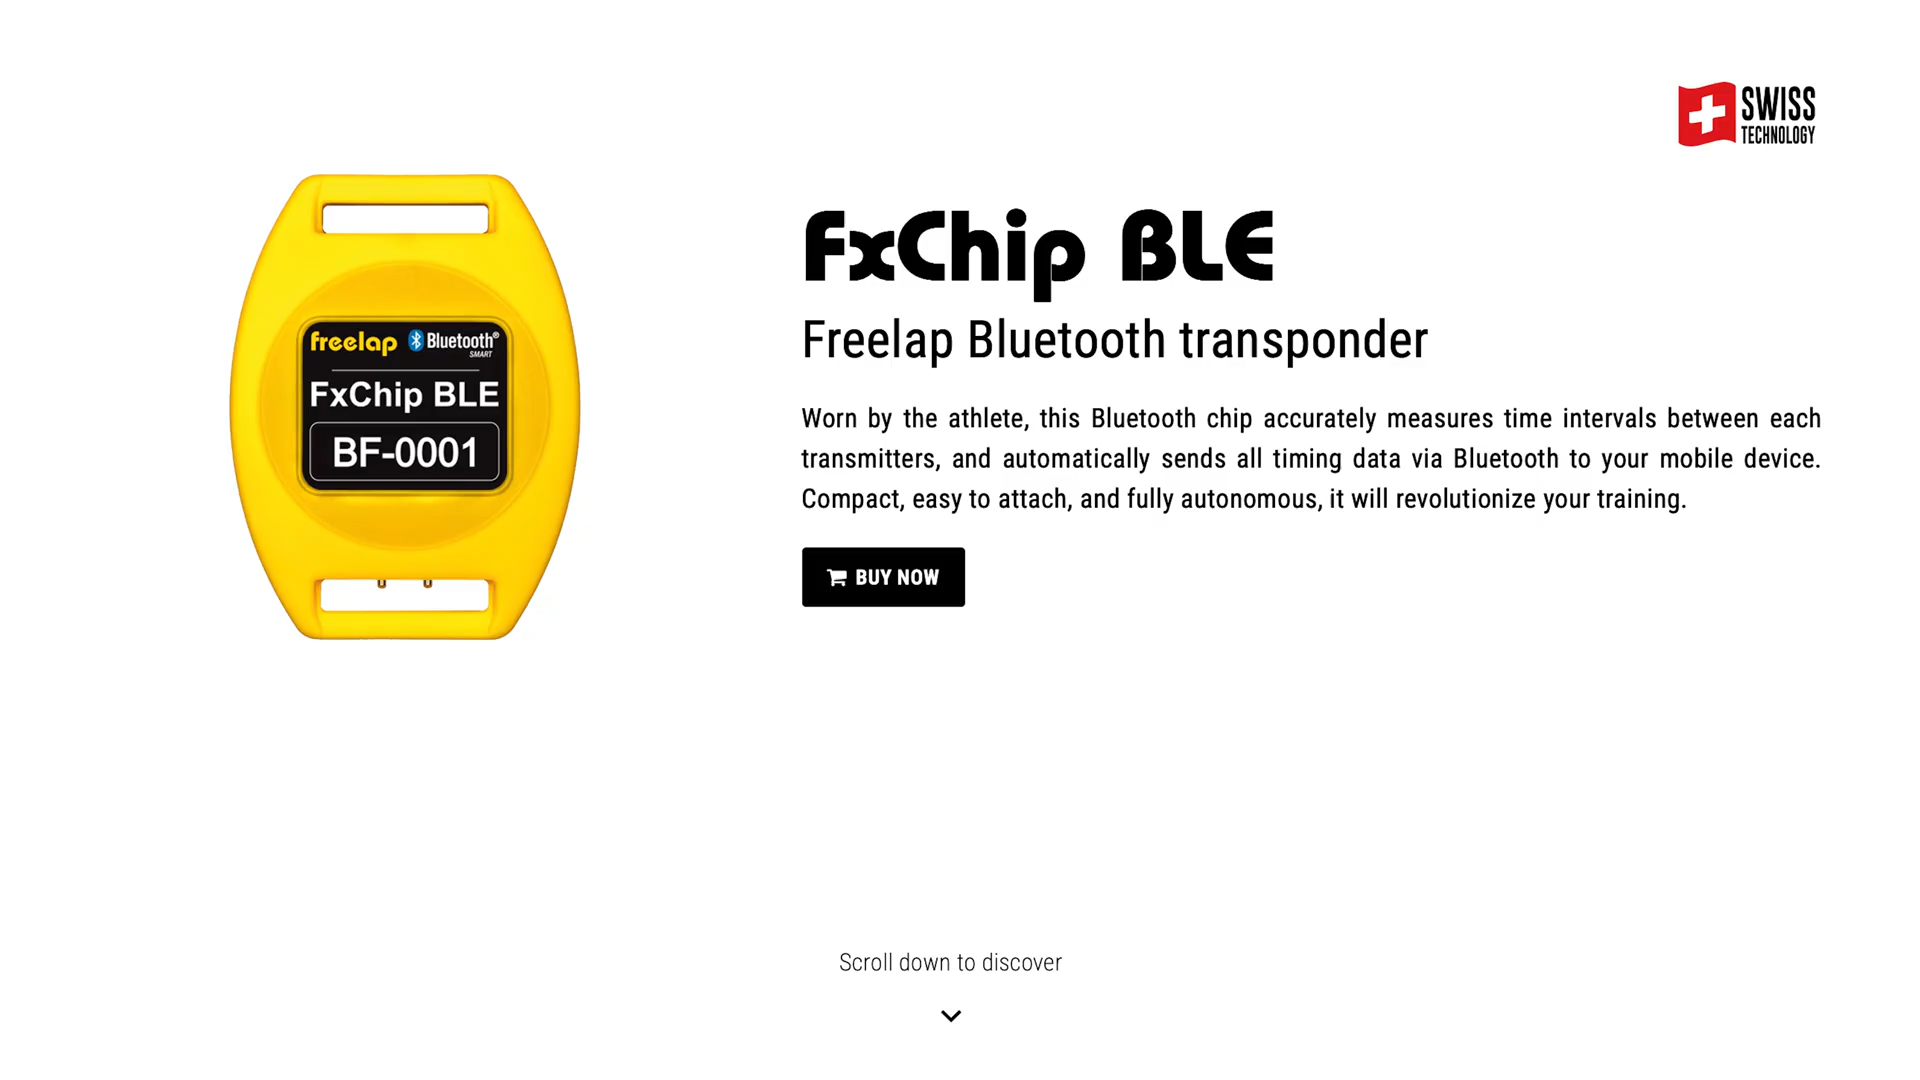 SWISS
TECHNOLOGY
freelap Bluetooth®
SMART
FxChip BLE
BF-0001
FxChip BLE
Freelap Bluetooth transponder
Worn by the athlete, this Bluetooth chip accurately measures time intervals between each
transmitters, and automatically sends all timing data via Bluetooth to your mobile device.
Compact, easy to attach, and fully autonomous, it will revolutionize your training.
BUY NOW
Scroll down to discover